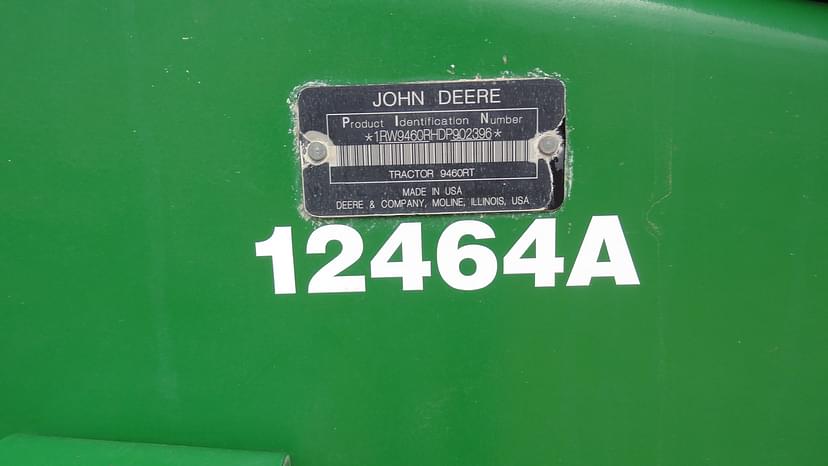 JOHN DEERE
Product Identification Number
*1RW9460RHDP902396*
TRACTOR 9460RT
MADE IN USA
DEERE & COMPANY, MOLINE, ILLINOIS, USA
12464A